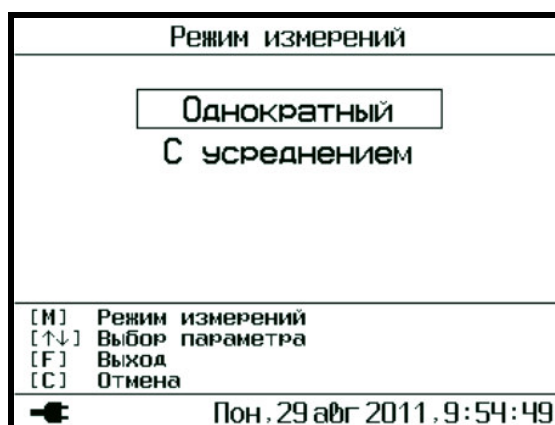 Режим измерений
Однократный
С усреднением
[M] Режим измерений
[↑↓] Выбор параметра
[F] Выход
[C] Отмена
Пон, 29 авг 2011, 9:54:49